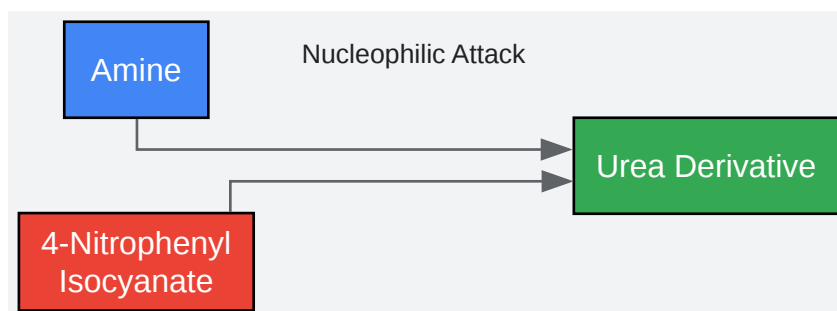 Amine
Nucleophilic Attack
Urea Derivative
4-Nitrophenyl
Isocyanate